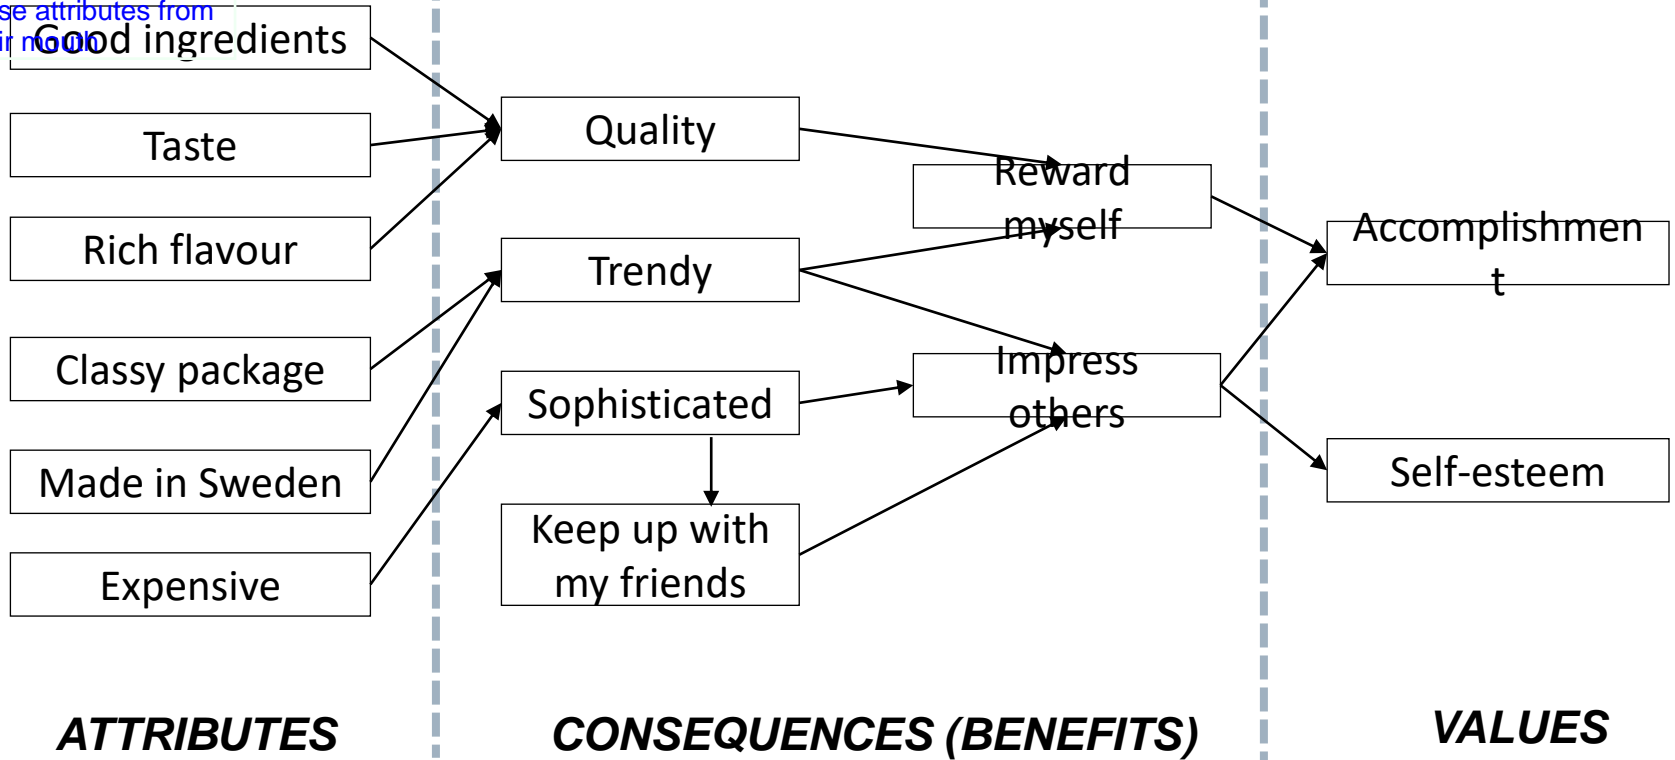 se attributes from
ir mouth
Good ingredients
Taste
Rich flavour
Classy package
Made in Sweden
Expensive
Quality
Trendy
Sophisticated
Keep up with
my friends
Reward
myself
Impress
others
Accomplishmen
t
Self-esteem
ATTRIBUTES
CONSEQUENCES (BENEFITS)
VALUES